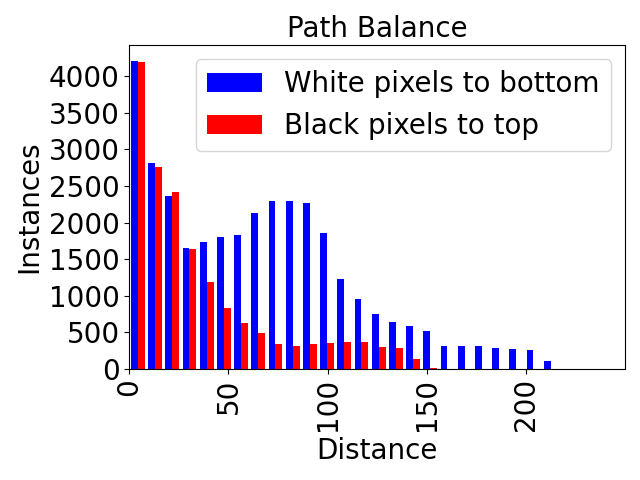 Path Balance
White pixels to bottom
Black pixels to top
Instances
4000
3500
3000
2500
2000
1500
1000
500
0
0
50
100
150
200
Distance